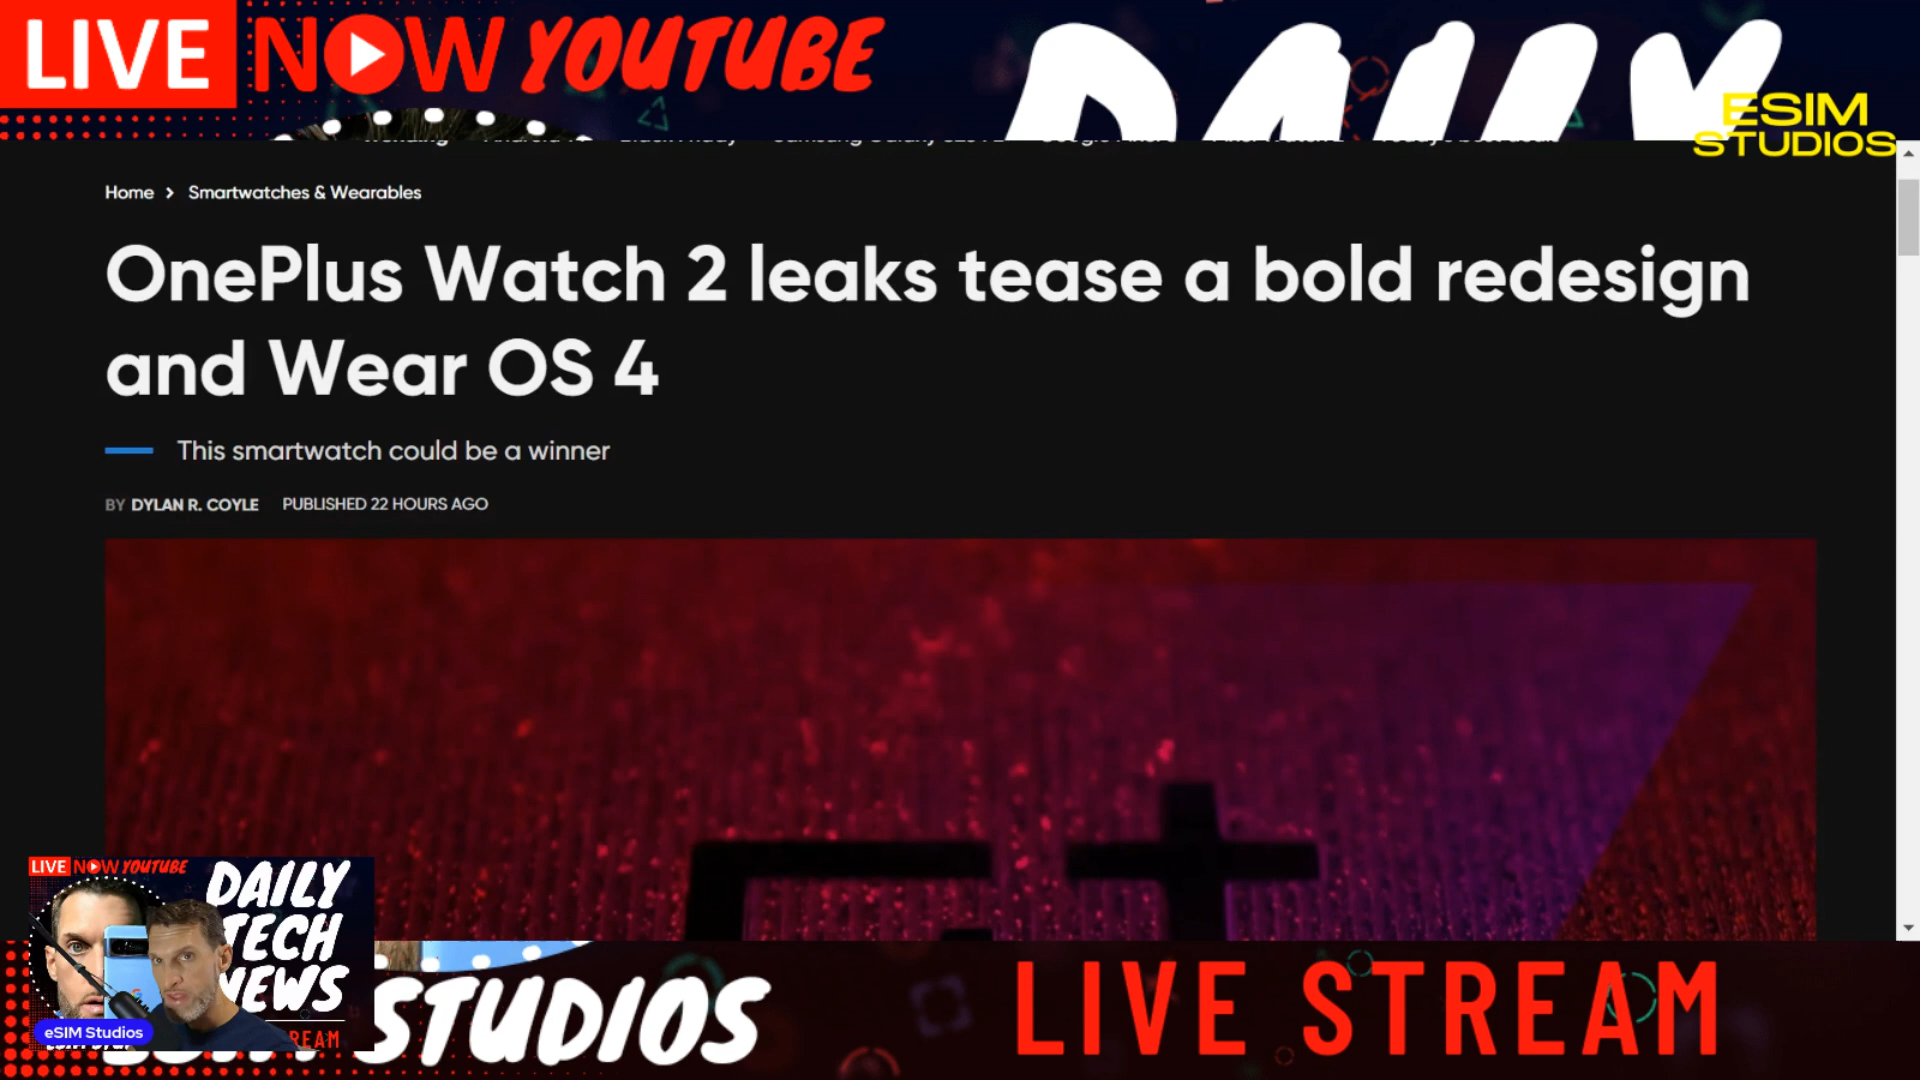 LIVE NOW YOUTUBE
DAILY
ESIM
STUDIOS
Home > Smartwatches & Wearables
OnePlus Watch 2 leaks tease a bold redesign
and Wear OS 4
This smartwatch could be a winner
BY DYLAN R. COYLE PUBLISHED 22 HOURS AGO
LIVE NOW YOUTUBE
DAILY
TECH
NEWS
eSIM Studios
STUDIOS
LIVE STREAM